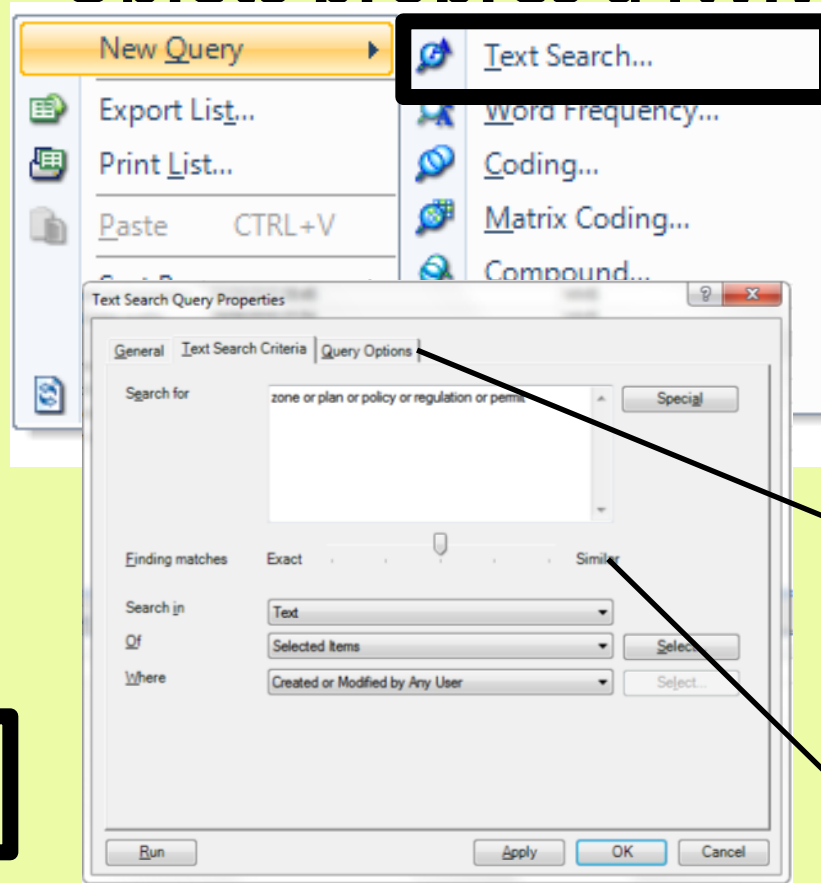 New Query
Text Search...
Export List...
Word Frequency...
Print List...
Coding...
Paste CTRL+V
Matrix Coding...
Compound...
Text Search Query Properties
General Text Search Criteria Query Options
Search for
zone or plan or policy or regulation or permit
Special
Finding matches Exact Similar
Search in Text
Of Selected Items Select...
Where Created or Modified by Any User Select...
Run Apply OK Cancel